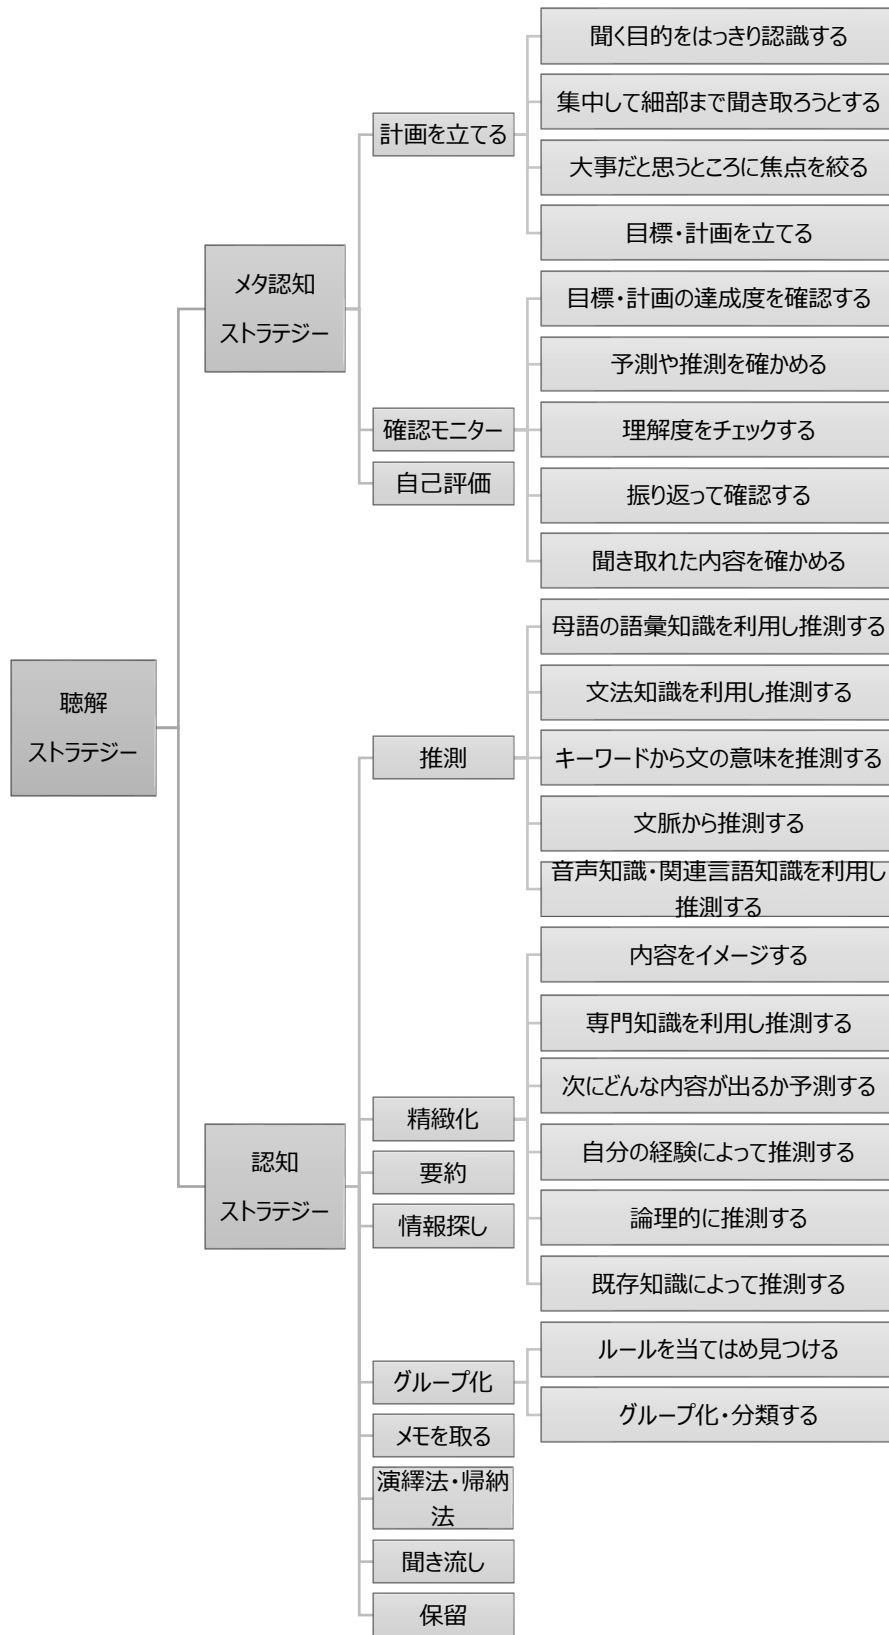 聴解
ストラテジー
メタ認知
ストラテジー
計画を立てる
聞く目的をはっきり認識する
集中して細部まで聞き取ろうとする
大事だと思うところに焦点を絞る
目標・計画を立てる
確認モニター
目標・計画の達成度を確認する
予測や推測を確かめる
理解度をチェックする
振り返って確認する
聞き取れた内容を確かめる
自己評価
認知
ストラテジー
推測
母語の語彙知識を利用し推測する
文法知識を利用し推測する
キーワードから文の意味を推測する
文脈から推測する
音声知識・関連言語知識を利用し
推測する
精緻化
内容をイメージする
専門知識を利用し推測する
次にどんな内容が出るか予測する
自分の経験によって推測する
論理的に推測する
既存知識によって推測する
要約
情報探し
グループ化
ルールを当てはめ見つける
グループ化・分類する
メモを取る
演繹法・帰納
法
聞き流し
保留